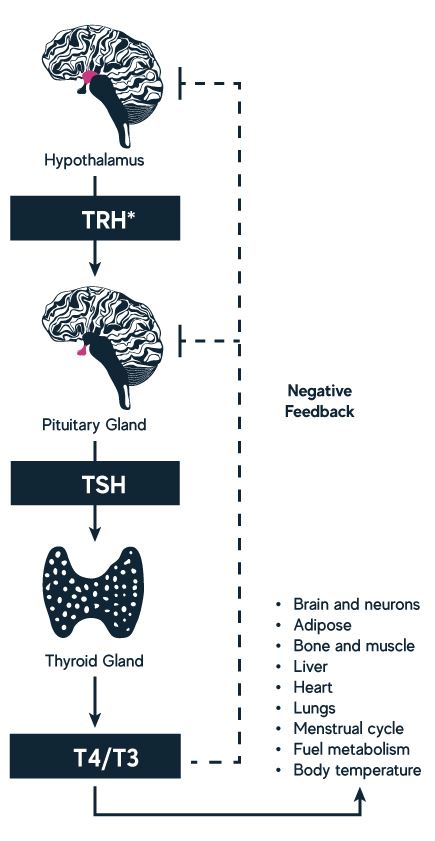 Hypothalamus
TRH*
Pituitary Gland
Negative
Feedback
TSH
Thyroid Gland
T4/T3
• Brain and neurons
• Adipose
• Bone and muscle
• Liver
• Heart
• Lungs
• Menstrual cycle
• Fuel metabolism
• Body temperature